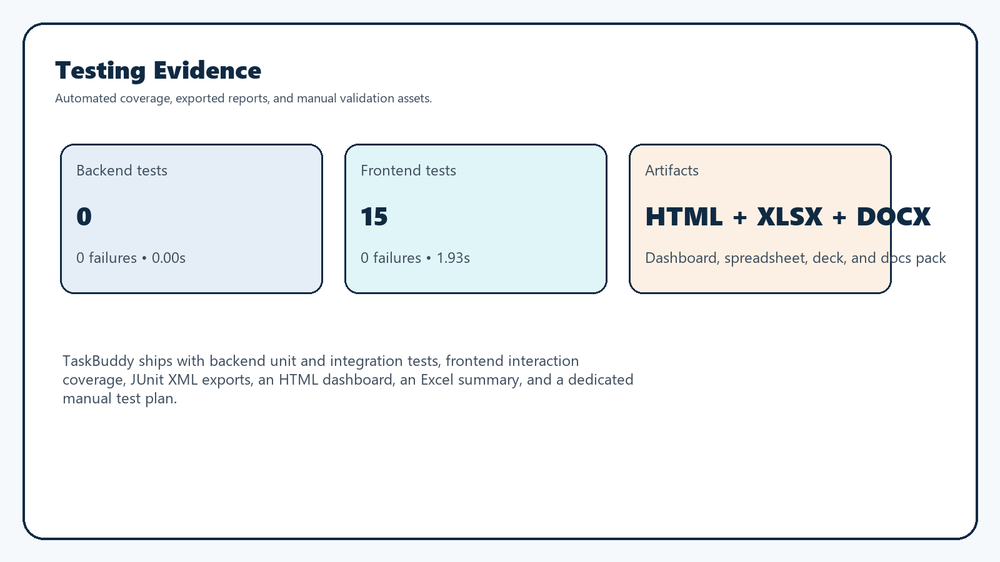 Testing Evidence
Automated coverage, exported reports, and manual validation assets.
Backend tests
0
0 failures • 0.00s
Frontend tests
15
0 failures • 1.93s
Artifacts
HTML + XLSX + DOCX
Dashboard, spreadsheet, deck, and docs pack
TaskBuddy ships with backend unit and integration tests, frontend interaction
coverage, JUnit XML exports, an HTML dashboard, an Excel summary, and a dedicated
manual test plan.